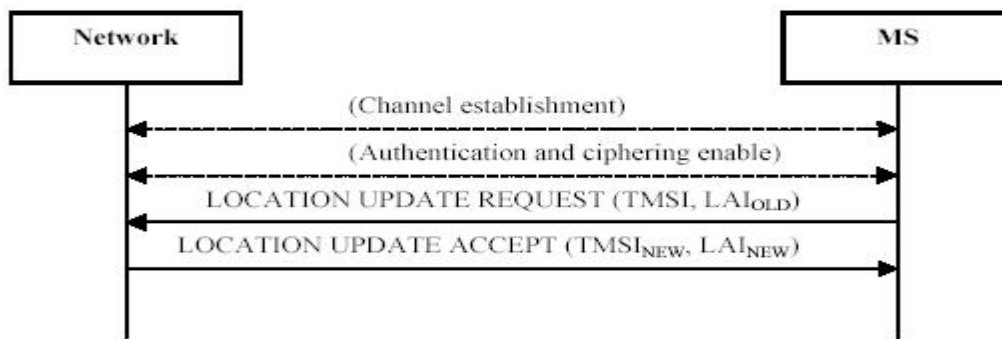 Network
MS
(Channel establishment)
(Authentication and ciphering enable)
LOCATION UPDATE REQUEST (TMSI, LAIOLD)
LOCATION UPDATE ACCEPT (TMSINEW, LAINEW)